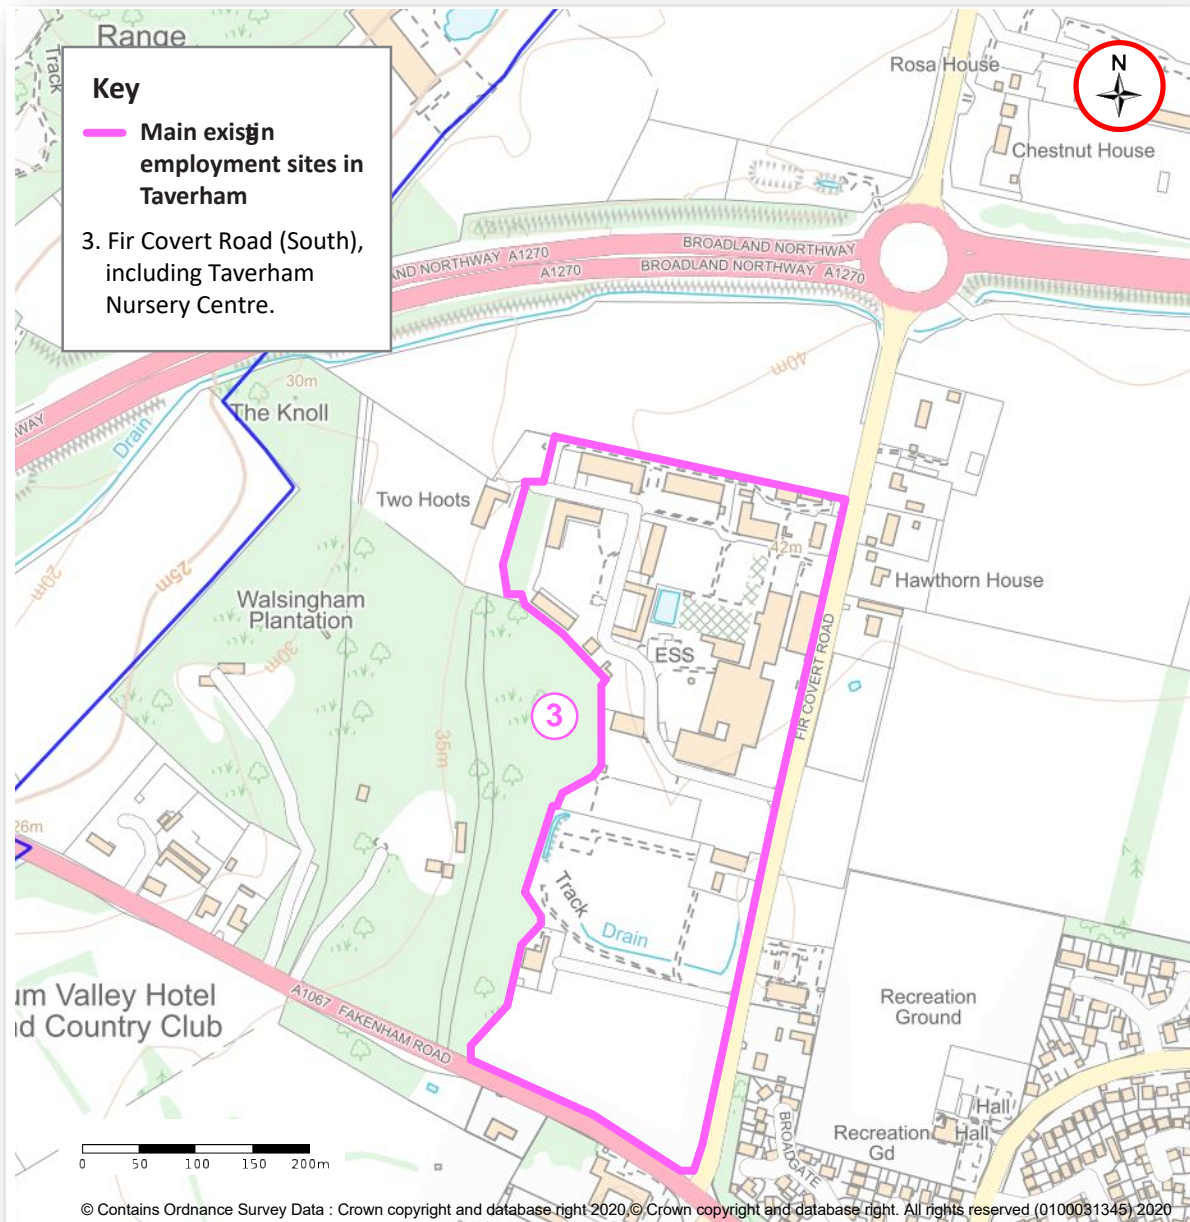 Range
Track
Key
Main existin
employment sites in
Taverham
3. Fir Covert Road (South),
including Taverham
Nursery Centre.
N
Rosa House
Chestnut House
BROADLAND NORTHWAY
ND NORTHWAY A1270
A1270
BROADLAND NORTHWAY A1270
40m
30m
The Knoll
WAY
Drain
Two Hoots
42m
20m
25m
Hawthorn House
Walsingham
Plantation
30m
ESS
FIR COVERT ROAD
3
35m
26m
Track
Drain
um Valley Hotel
nd Country Club
A1067 FAKENHAM ROAD
Recreation
Ground
Hall
Recreation
Gd
Hall
BROADGATE
0 50 100 150 200m
© Contains Ordnance Survey Data : Crown copyright and database right 2020.© Crown copyright and database right. All rights reserved (0100031345) 2020